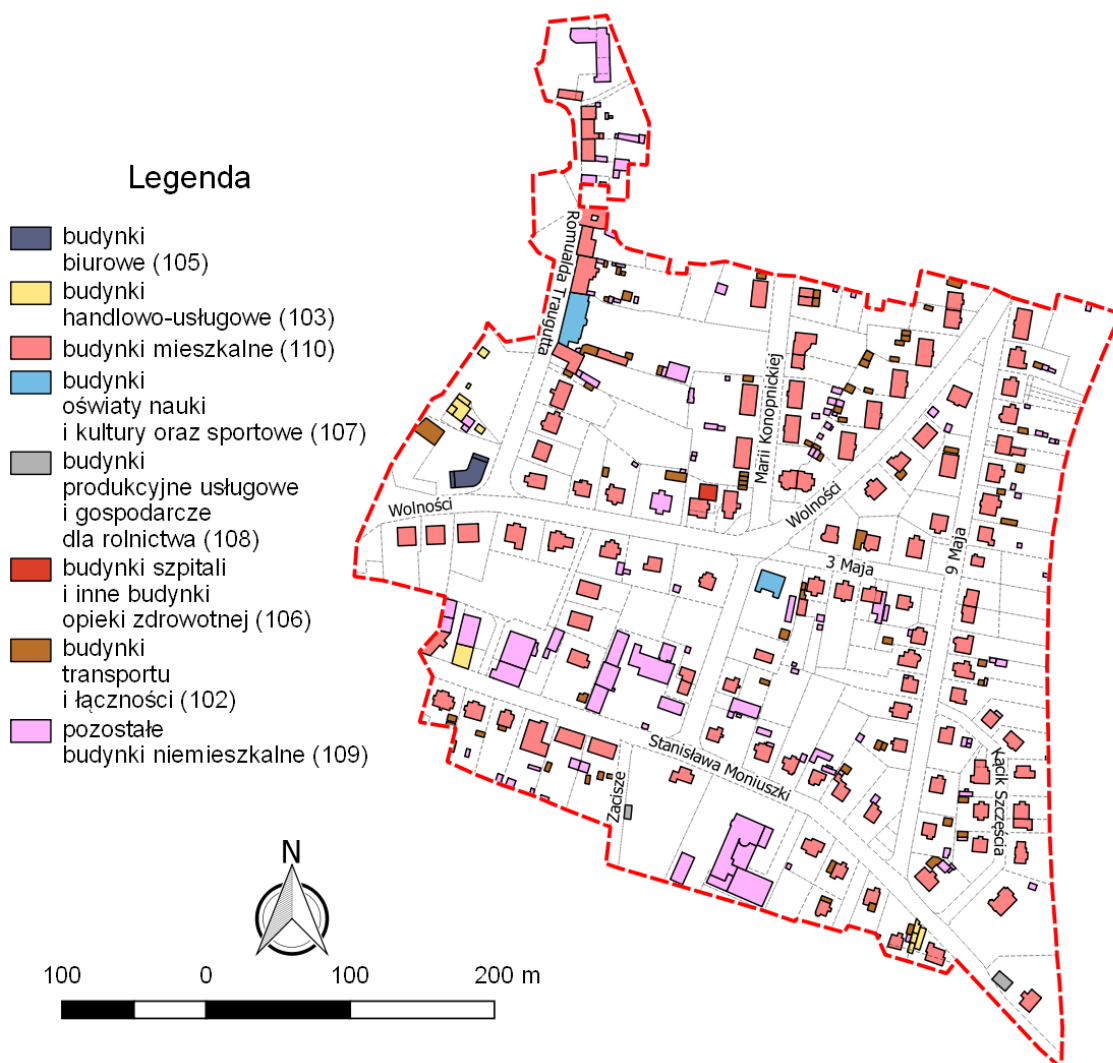 Legenda
budynki
biurowe (105)
budynki
handlowo-usługowe (103)
budynki mieszkalne (110)
budynki
oświaty nauki
i kultury oraz sportowe (107)
budynki
produkcyjne usługowe
i gospodarcze
dla rolnictwa (108)
budynki szpitali
i inne budynki
opieki zdrowotnej (106)
budynki
transportu
i łączności (102)
pozostałe
budynki niemieszkalne (109)
N
100 0 100 200 m
Romualda Traugutta
Marii Konopnickiej
Wolności
Wolności
3 Maja
9 Maja
Stanisława Moniuszki
Zacisze
Kącik Szczęścia